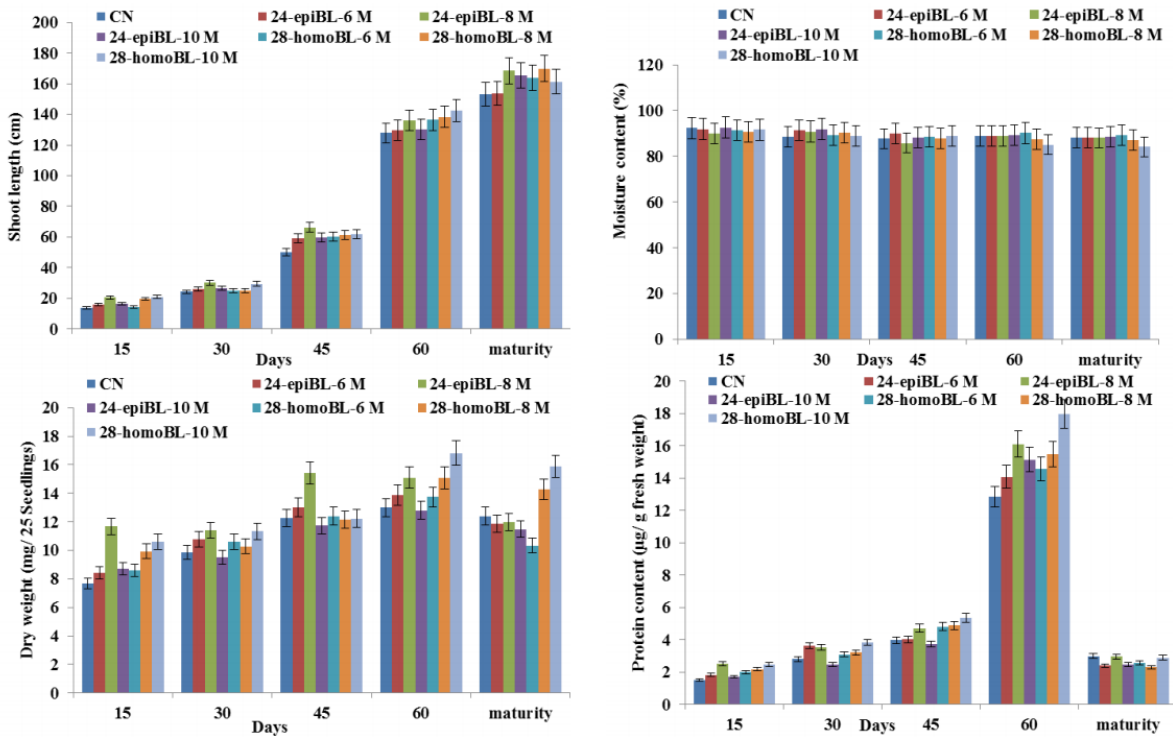 CN 24-epiBL-6 M 24-epiBL-8 M
24-epiBL-10 M 28-homoBL-6 M 28-homoBL-8 M
28-homoBL-10 M
Shoot length (cm)
200
180
160
140
120
100
80
60
40
20
0
15 30 45 60 maturity
Days
CN 24-epiBL-6 M 24-epiBL-8 M
24-epiBL-10 M 28-homoBL-6 M 28-homoBL-8 M
28-homoBL-10 M
Moisture content (%)
140
120
100
80
60
40
20
0
15 30 45 60 maturity
Days
CN 24-epiBL-6 M 24-epiBL-8 M
24-epiBL-10 M 28-homoBL-6 M 28-homoBL-8 M
28-homoBL-10 M
Dry weight (mg/ 25 Seedlings)
20
18
16
14
12
10
8
6
4
2
0
15 30 45 60 maturity
Days
CN 24-epiBL-6 M 24-epiBL-8 M
24-epiBL-10 M 28-homoBL-6 M 28-homoBL-8 M
28-homoBL-10 M
Protein content (µg/ g fresh weight)
20
18
16
14
12
10
8
6
4
2
0
15 30 45 60 maturity
Days